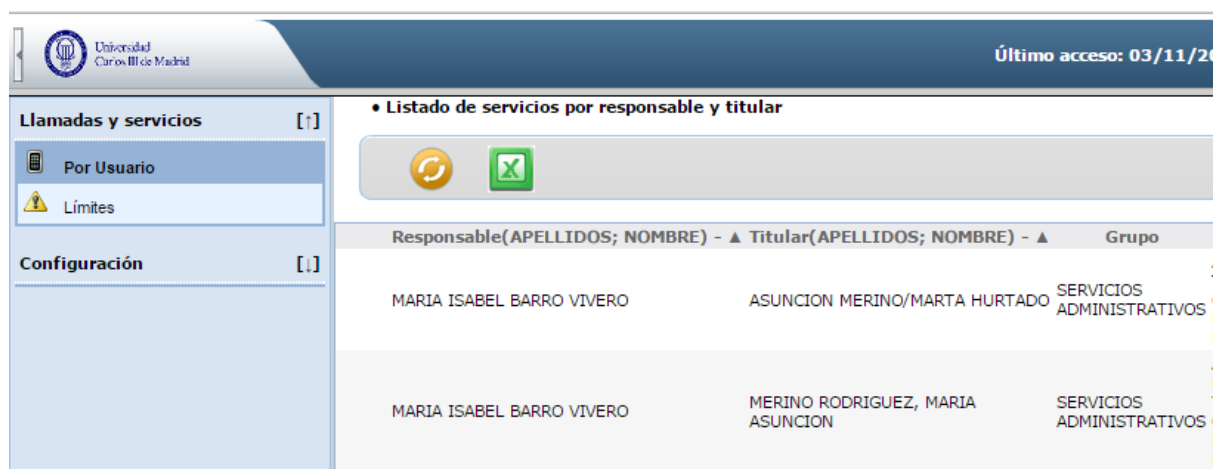 Universidad
Carlos III de Madrid
Último acceso: 03/11/20
Llamadas y servicios [↑]
Por Usuario
Límites
Configuración [↓]
• Listado de servicios por responsable y titular
Responsable(APELLIDOS; NOMBRE) - ▲ Titular(APELLIDOS; NOMBRE) - ▲ Grupo
MARIA ISABEL BARRO VIVERO ASUNCION MERINO/MARTA HURTADO SERVICIOS
ADMINISTRATIVOS
MARIA ISABEL BARRO VIVERO MERINO RODRIGUEZ, MARIA SERVICIOS
ASUNCION ADMINISTRATIVOS